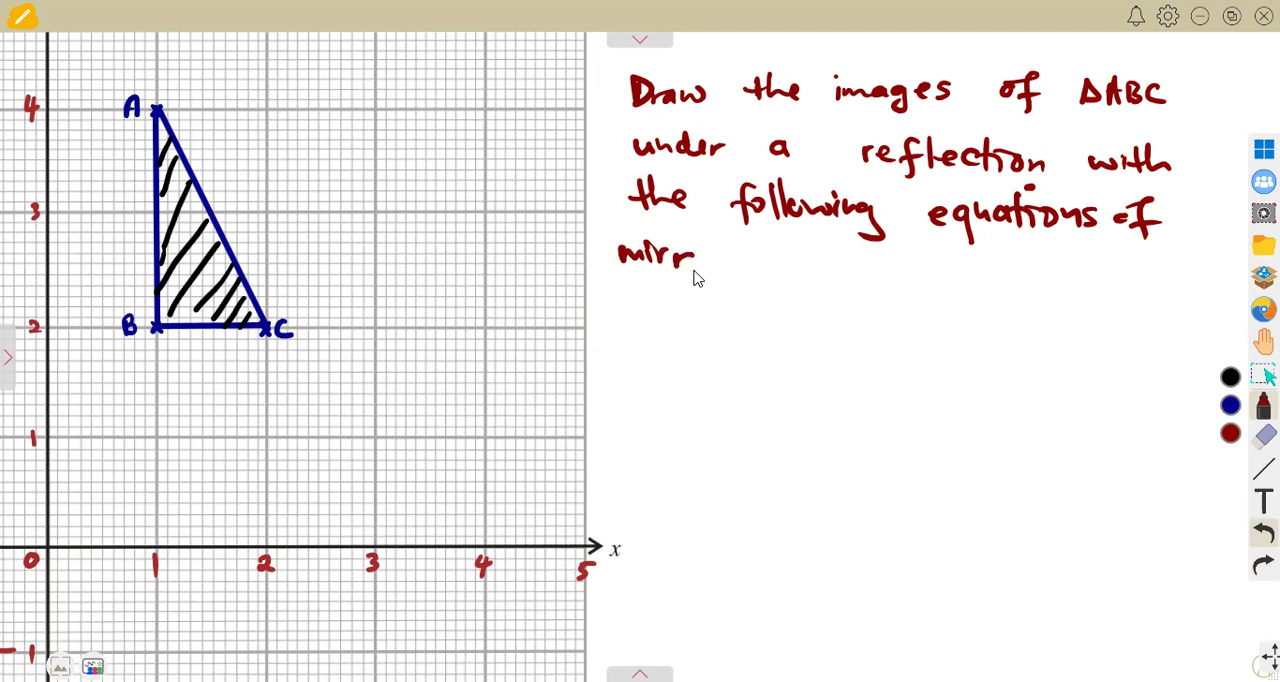 Draw the images of ΔABC
under a reflection with
the following equations of
mirr
A
B
C
4
3
2
1
0
1
2
3
4
5
x
-1
T